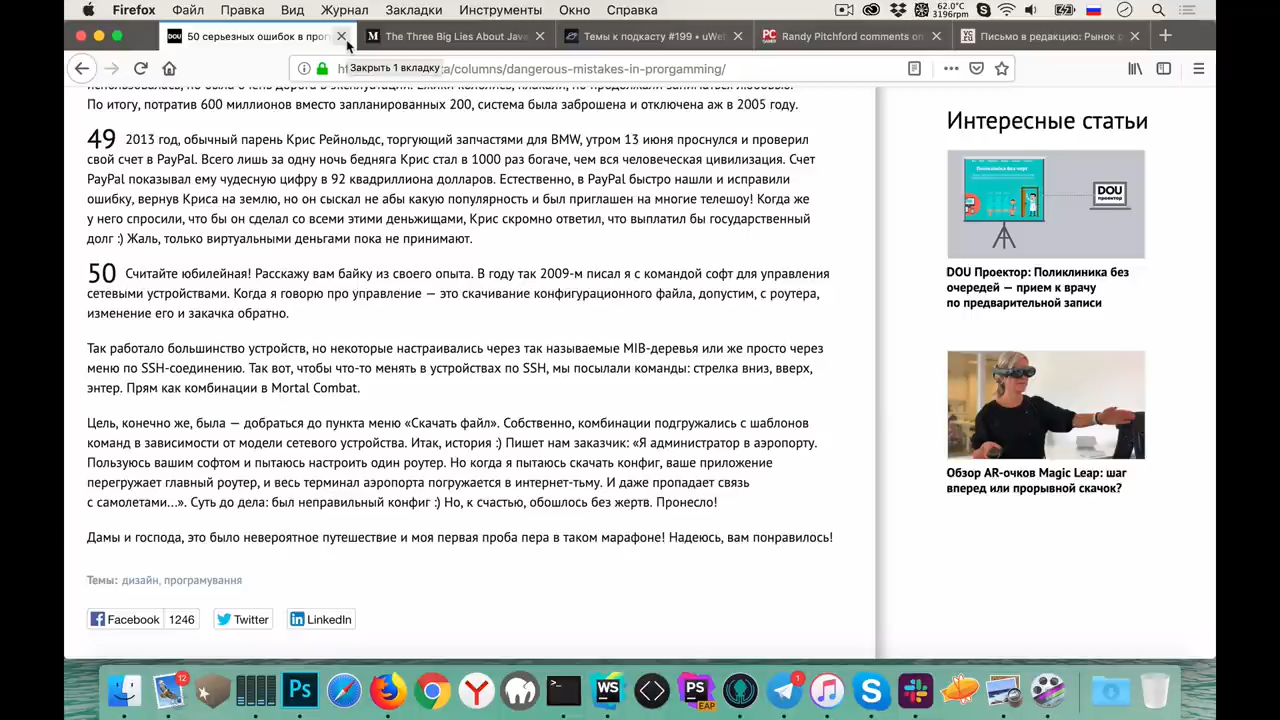 Firefox Файл Правка Вид Журнал Закладки Инструменты Окно Справка 62.0°C 3196rpm
DOU 50 серьезных ошибок в прог M The Three Big Lies About Java Темы к подкасту #199 • uWeb PC GAMER Randy Pitchford comments on Письмо в редакцию: Рынок р
Закрыть 1 вкладку a/columns/dangerous-mistakes-in-prorgamming/
По итогу, потратив 600 миллионов вместо запланированных 200, система была заброшена и отключена аж в 2005 году.
49 2013 год, обычный парень Крис Рейнольдс, торгующий запчастями для BMW, утром 13 июня проснулся и проверил
свой счет в PayPal. Всего лишь за одну ночь бедняга Крис стал в 1000 раз богаче, чем вся человеческая цивилизация. Счет
PayPal показывал ему чудесную цифру: 92 квадриллиона долларов. Естественно, в PayPal быстро нашли и исправили
ошибку, вернув Криса на землю, но он сыскал не абы какую популярность и был приглашен на многие телешоу! Когда же
у него спросили, что бы он сделал со всеми этими деньжищами, Крис скромно ответил, что выплатил бы государственный
долг :) Жаль, только виртуальными деньгами пока не принимают.
50 Считайте юбилейная! Расскажу вам байку из своего опыта. В году так 2009-м писал я с командой софт для управления
сетевыми устройствами. Когда я говорю про управление — это скачивание конфигурационного файла, допустим, с роутера,
изменение его и закачка обратно.
Так работало большинство устройств, но некоторые настраивались через так называемые MIB-деревья или же просто через
меню по SSH-соединению. Так вот, чтобы что-то менять в устройствах по SSH, мы посылали команды: стрелка вниз, вверх,
энтер. Прям как комбинации в Mortal Combat.
Цель, конечно же, была — добраться до пункта меню «Скачать файл». Собственно, комбинации подгружались с шаблонов
команд в зависимости от модели сетевого устройства. Итак, история :) Пишет нам заказчик: «Я администратор в аэропорту.
Пользуюсь вашим софтом и пытаюсь настроить один роутер. Но когда я пытаюсь скачать конфиг, ваше приложение
перегружает главный роутер, и весь терминал аэропорта погружается в интернет-тьму. И даже пропадает связь
с самолетами…». Суть до дела: был неправильный конфиг :) Но, к счастью, обошлось без жертв. Пронесло!
Дамы и господа, это было невероятное путешествие и моя первая проба пера в таком марафоне! Надеюсь, вам понравилось!
Темы: дизайн, програмування
Facebook 1246 Twitter LinkedIn
Интересные статьи
DOU проектор
DOU Проектор: Поликлиника без
очередей — прием к врачу
по предварительной записи
Обзор AR-очков Magic Leap: шаг
вперед или прорывной скачок?
12 Ps WS PS EAP 1